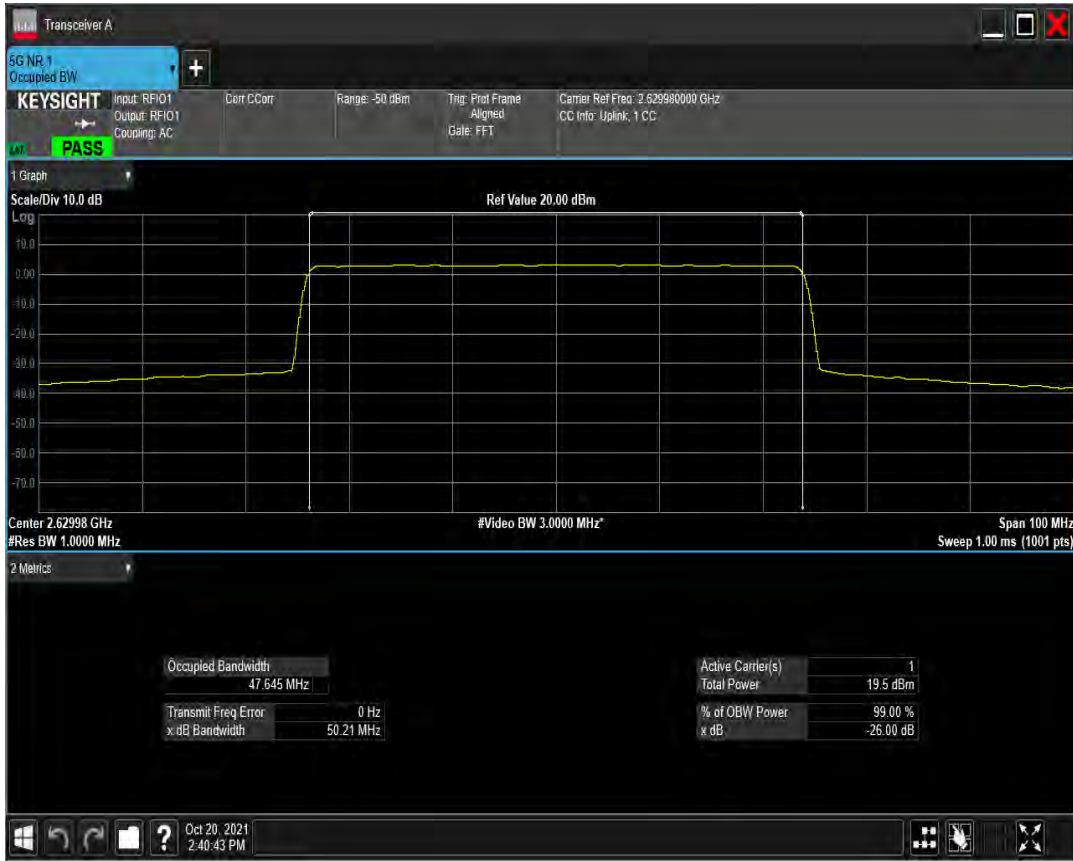 Transceiver A
5G NR 1
Occupied BW
+
KEYSIGHT
Input: RFIO1
Output: RFIO1
Coupling: AC
PASS
Corr CCorr
Range: -50 dBm
Trig: Prot Frame
Aligned
Gate: FFT
Carrier Ref Freq: 2.629980000 GHz
CC Info: Uplink, 1 CC
1 Graph
Scale/Div 10.0 dB
Ref Value 20.00 dBm
Log
10.0
0.00
-10.0
-20.0
-30.0
-40.0
-50.0
-60.0
-70.0
Center 2.62998 GHz
#Video BW 3.0000 MHz*
Span 100 MHz
#Res BW 1.0000 MHz
Sweep 1.00 ms (1001 pts)
2 Metrics
Occupied Bandwidth
47.645 MHz
Transmit Freq Error 0 Hz
x dB Bandwidth 50.21 MHz
Active Carrier(s) 1
Total Power 19.5 dBm
% of OBW Power 99.00 %
x dB -26.00 dB
?
Oct 20, 2021
2:40:43 PM